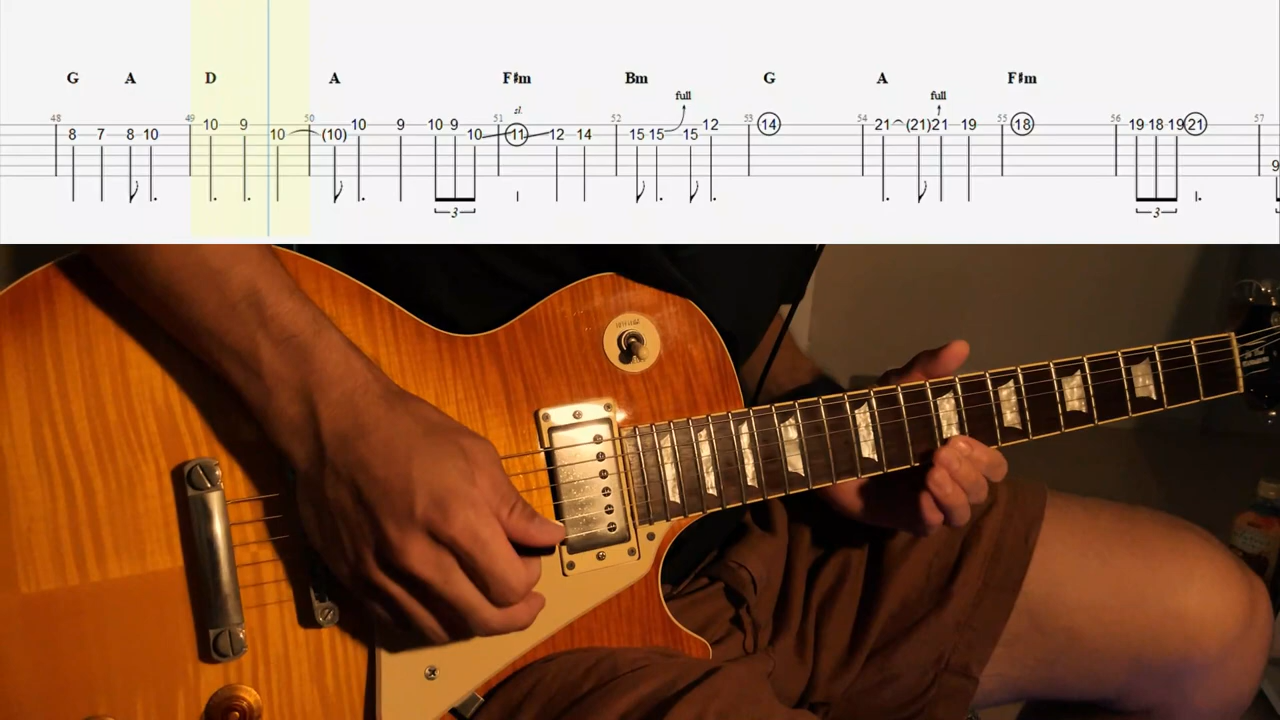 G A D A F♯m Bm G A F♯m
full full
sl.
48 49 50 51 52 53 54 55 56 57
10 9 10 9 10 9 12 14 21 (21) 21 19 18 19 18 19 21
8 7 8 10 10 (10) 10 11 12 14 15 15 15
9
3 3